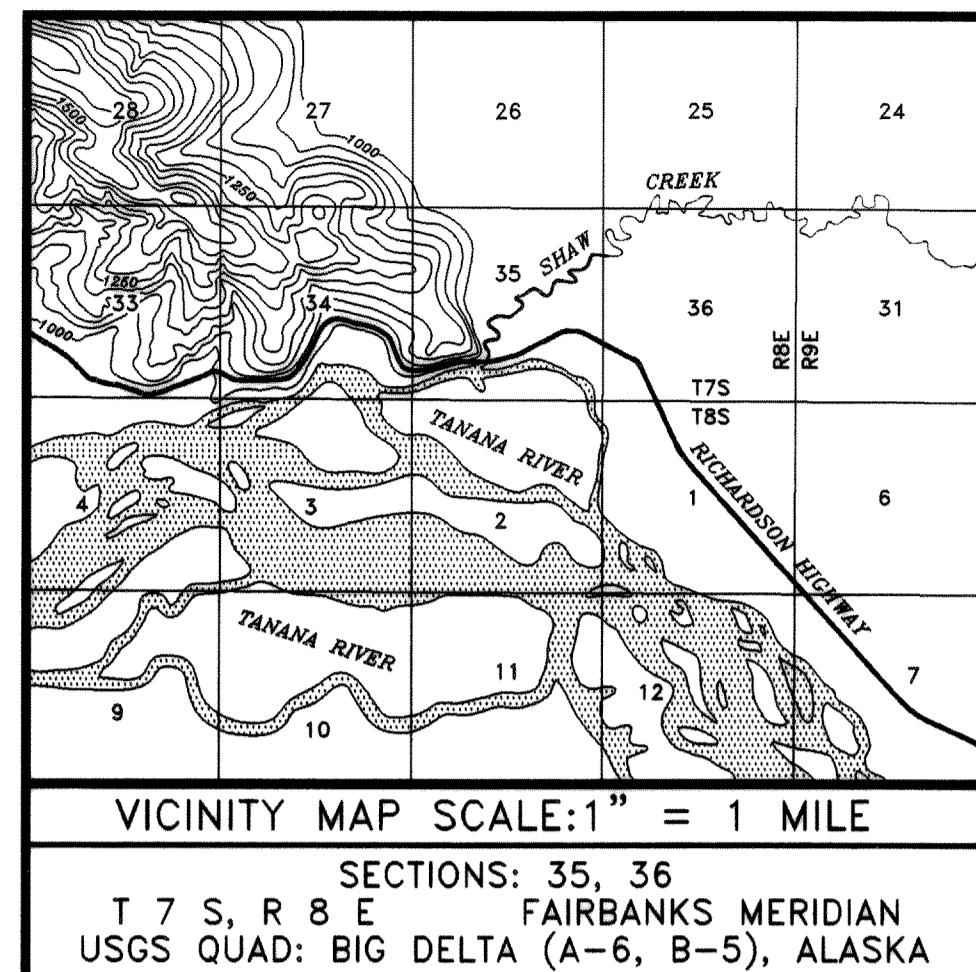 28 27 26 25 24
1500
1000
1250
CREEK
SHAW
35
1250
33 34 36 31
1000
R8E R9E
T7S
T8S
TANANA RIVER
RICHARDSON HIGHWAY
4 3 2 1 6
TANANA RIVER
11 12 7
9 10
VICINITY MAP SCALE:1" = 1 MILE
SECTIONS: 35, 36
T 7 S, R 8 E FAIRBANKS MERIDIAN
USGS QUAD: BIG DELTA (A-6, B-5), ALASKA